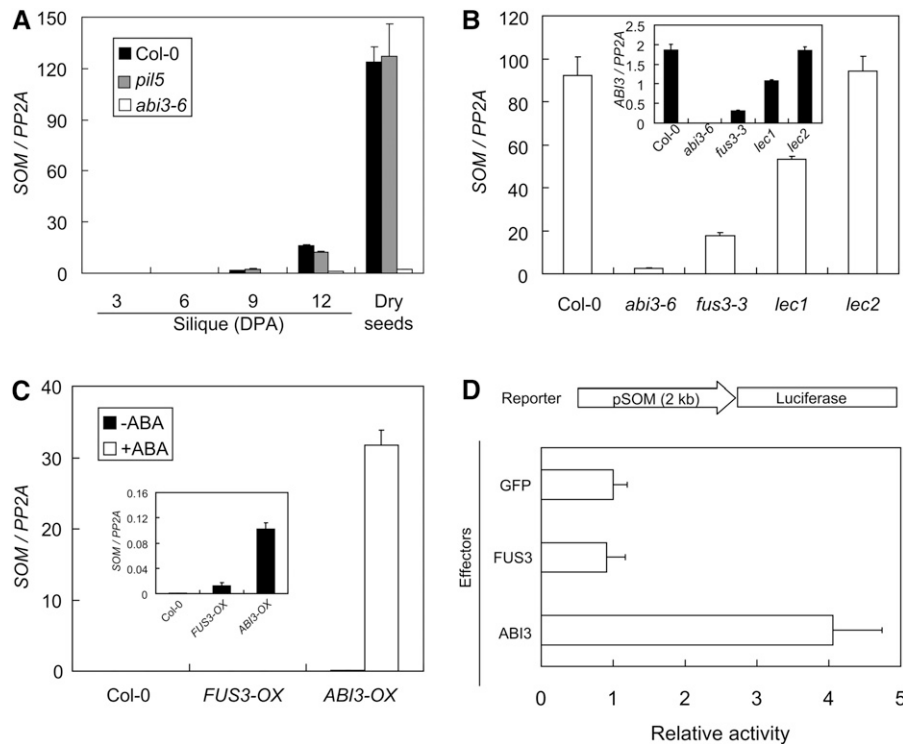 A
SOM / PP2A
150
120
90
60
30
0
Col-0
pil5
abi3-6
3 6 9 12 Dry seeds
Silique (DPA)
B
SOM / PP2A
120
100
80
60
40
20
0
ABI3 / PP2A
2
1.5
1
0.5
0
Col-0 abi3-6 fus3-3 lec1 lec2
Col-0 abi3-6 fus3-3 lec1 lec2
C
SOM / PP2A
40
30
20
10
0
-ABA
+ABA
SOM / PP2A
0.16
0.12
0.08
0.04
0
Col-0 FUS3-OX ABI3-OX
Col-0 FUS3-OX ABI3-OX
D
Reporter pSOM (2 kb) Luciferase
Effectors
GFP
FUS3
ABI3
0 1 2 3 4 5
Relative activity